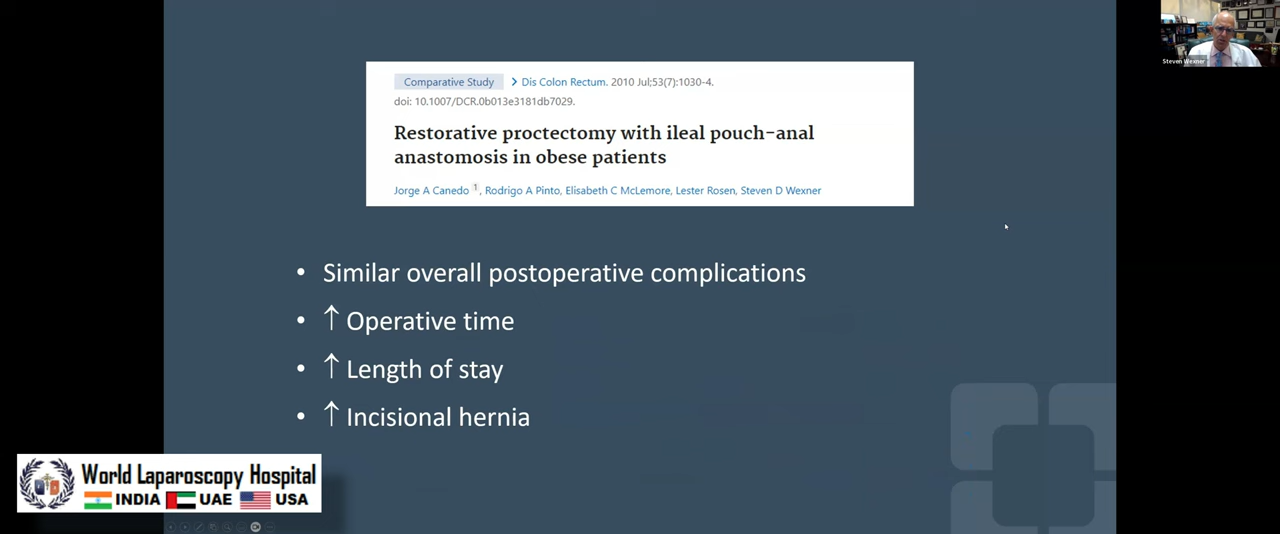 Comparative Study > Dis Colon Rectum. 2010 Jul;53(7):1030-4.
doi: 10.1007/DCR.0b013e3181db7029.
Restorative proctectomy with ileal pouch-anal
anastomosis in obese patients
Jorge A Canedo 1, Rodrigo A Pinto, Elisabeth C McLemore, Lester Rosen, Steven D Wexner
• Similar overall postoperative complications
• ↑ Operative time
• ↑ Length of stay
• ↑ Incisional hernia
World Laparoscopy Hospital
INDIA UAE USA
Steven Wexner